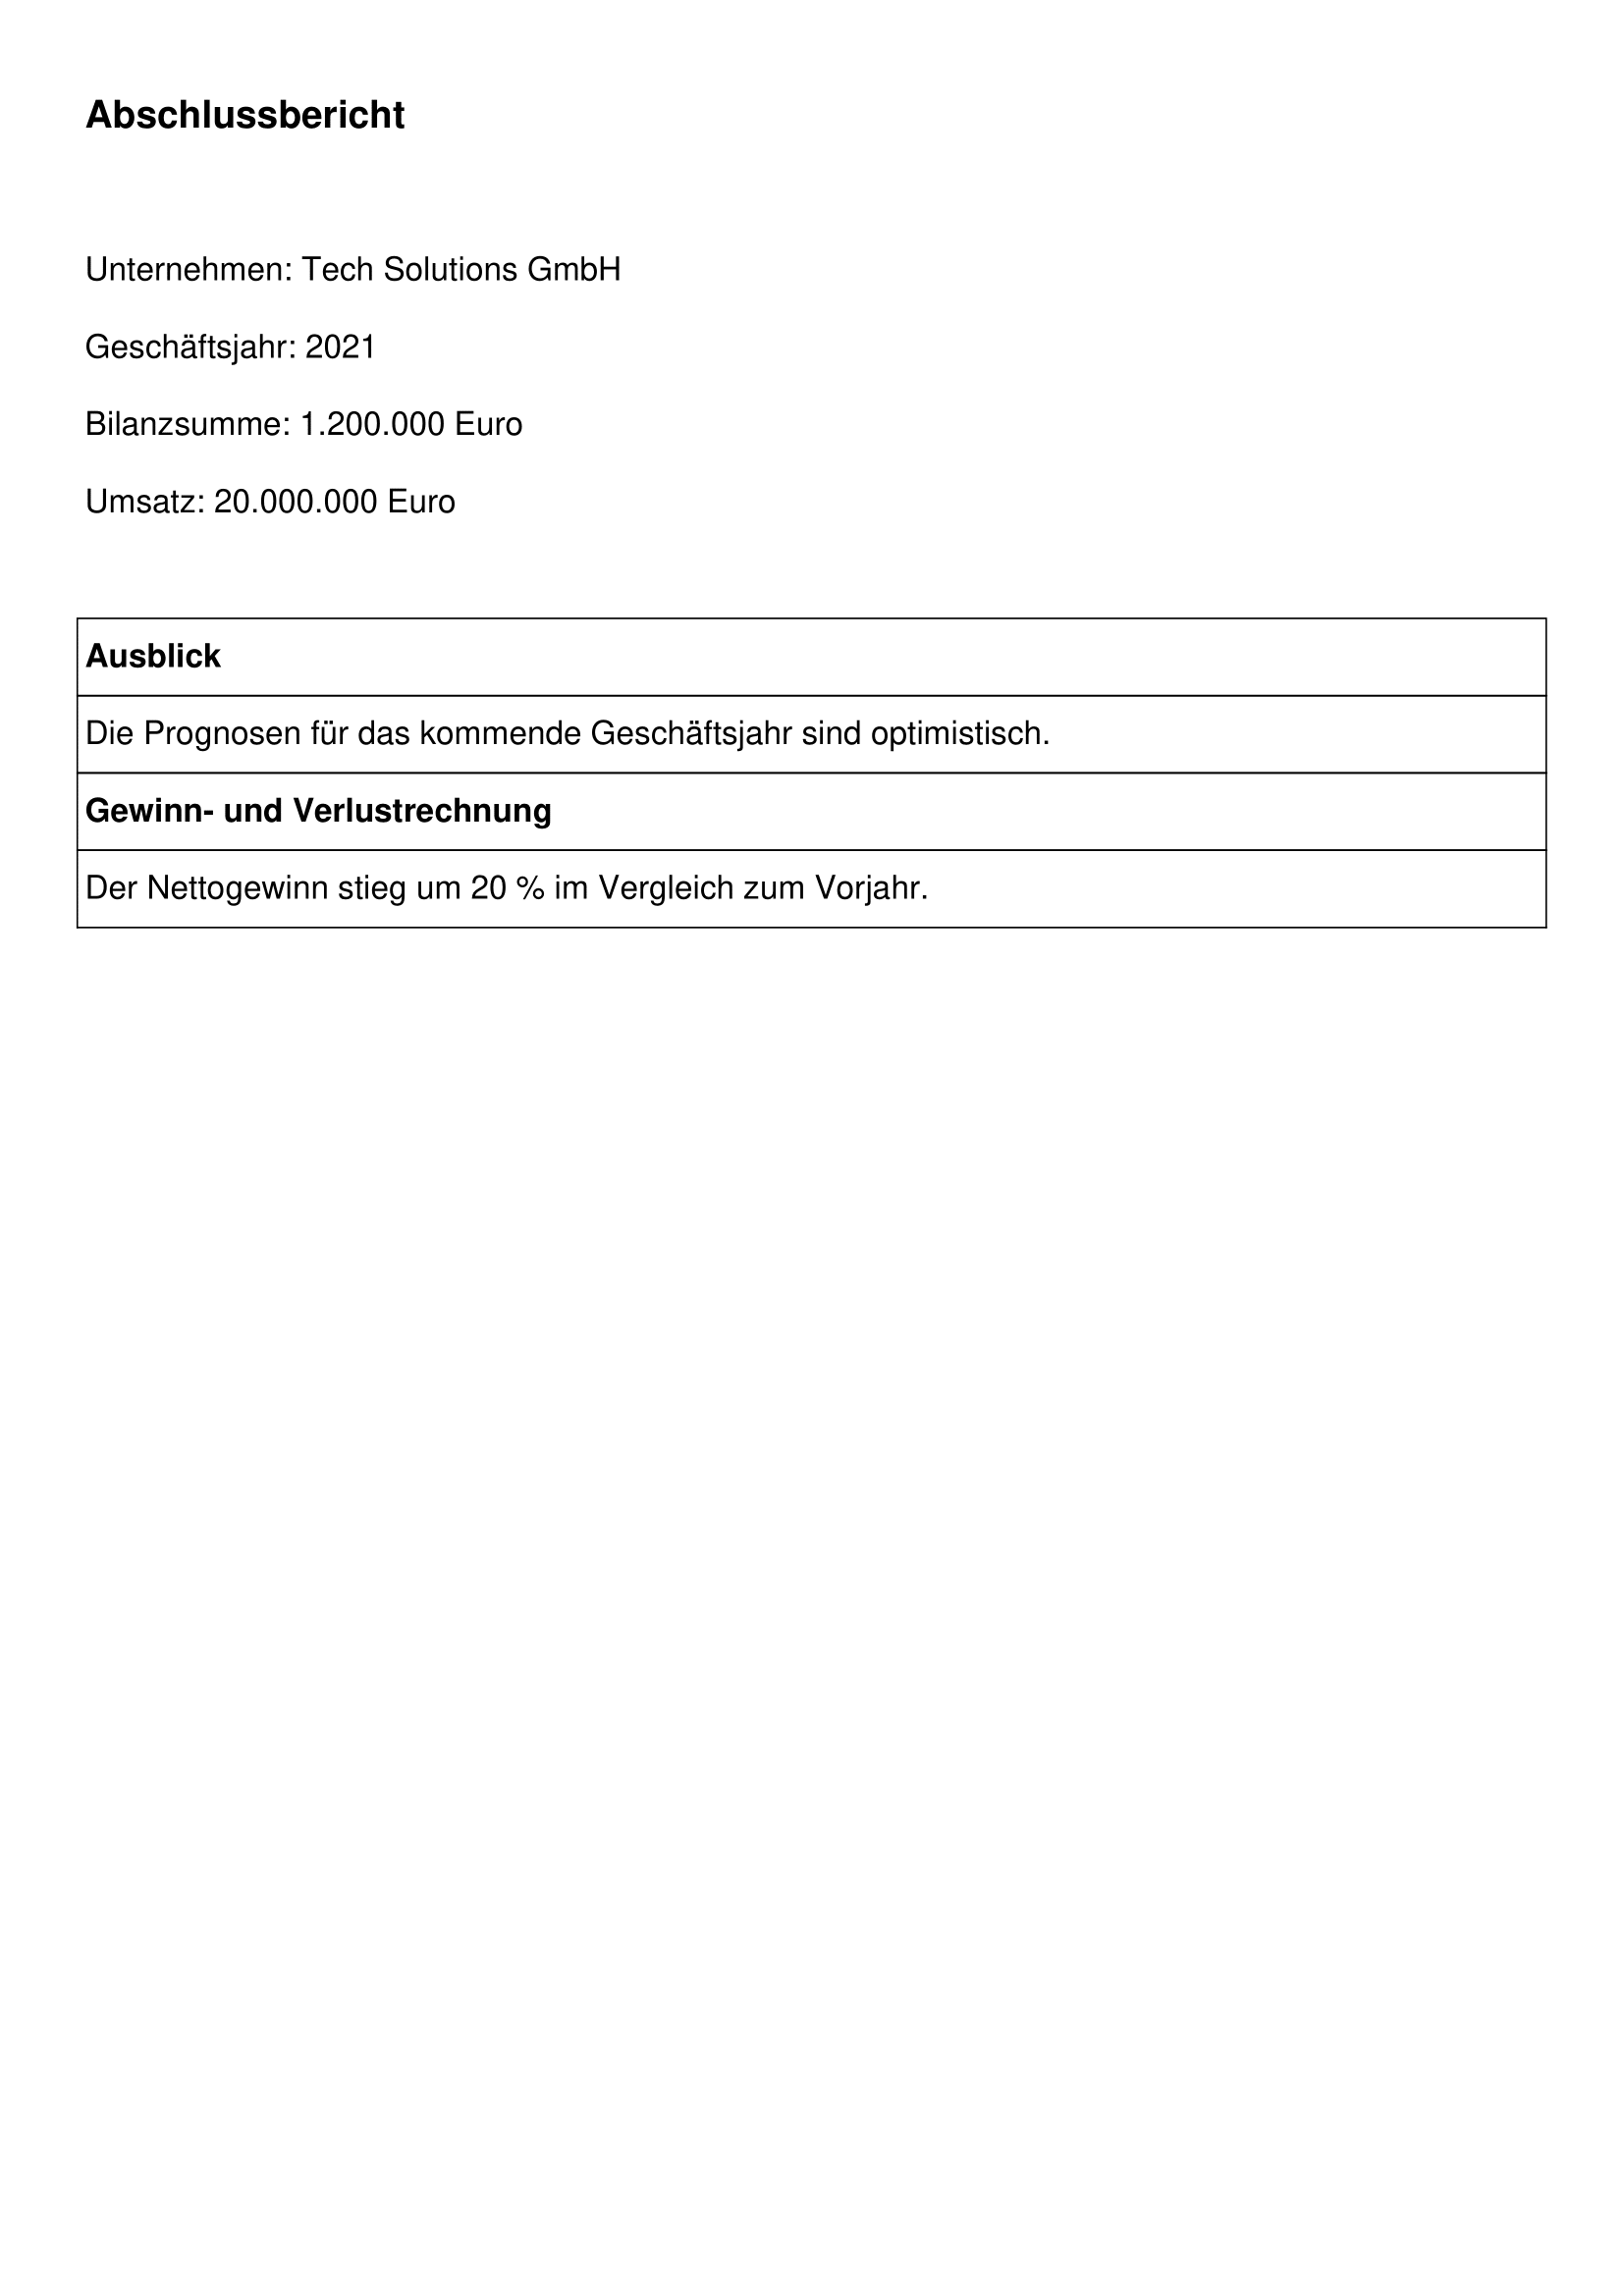 Abschlussbericht
Unternehmen: Tech Solutions GmbH
Geschäftsjahr: 2021
Bilanzsumme: 1.200.000 Euro
Umsatz: 20.000.000 Euro
Ausblick
Die Prognosen für das kommende Geschäftsjahr sind optimistisch.
Gewinn- und Verlustrechnung
Der Nettogewinn stieg um 20 % im Vergleich zum Vorjahr.